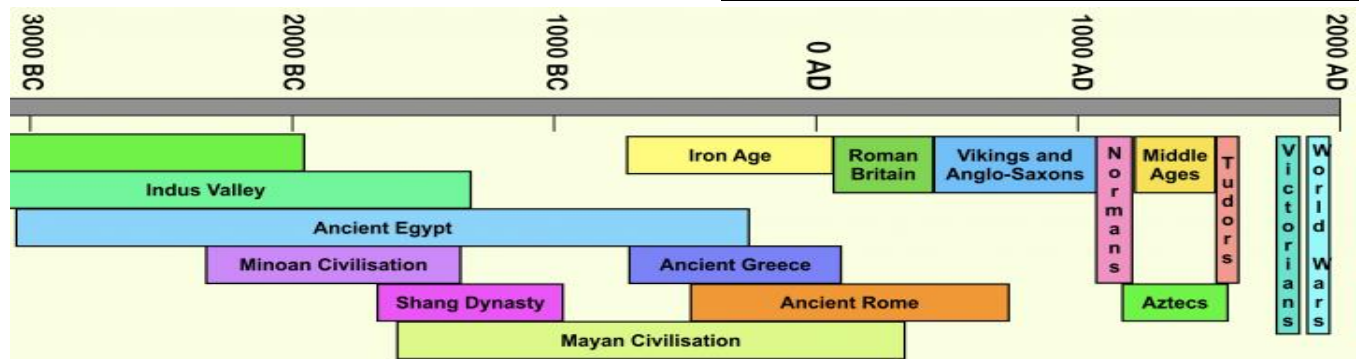 3000 BC
2000 BC
1000 BC
0 AD
1000 AD
2000 AD
Iron Age
Roman
Britain
Vikings and
Anglo-Saxons
Normans
Middle
Ages
Tudors
Victorians
World Wars
Indus Valley
Ancient Egypt
Minoan Civilisation
Ancient Greece
Shang Dynasty
Ancient Rome
Aztecs
Mayan Civilisation